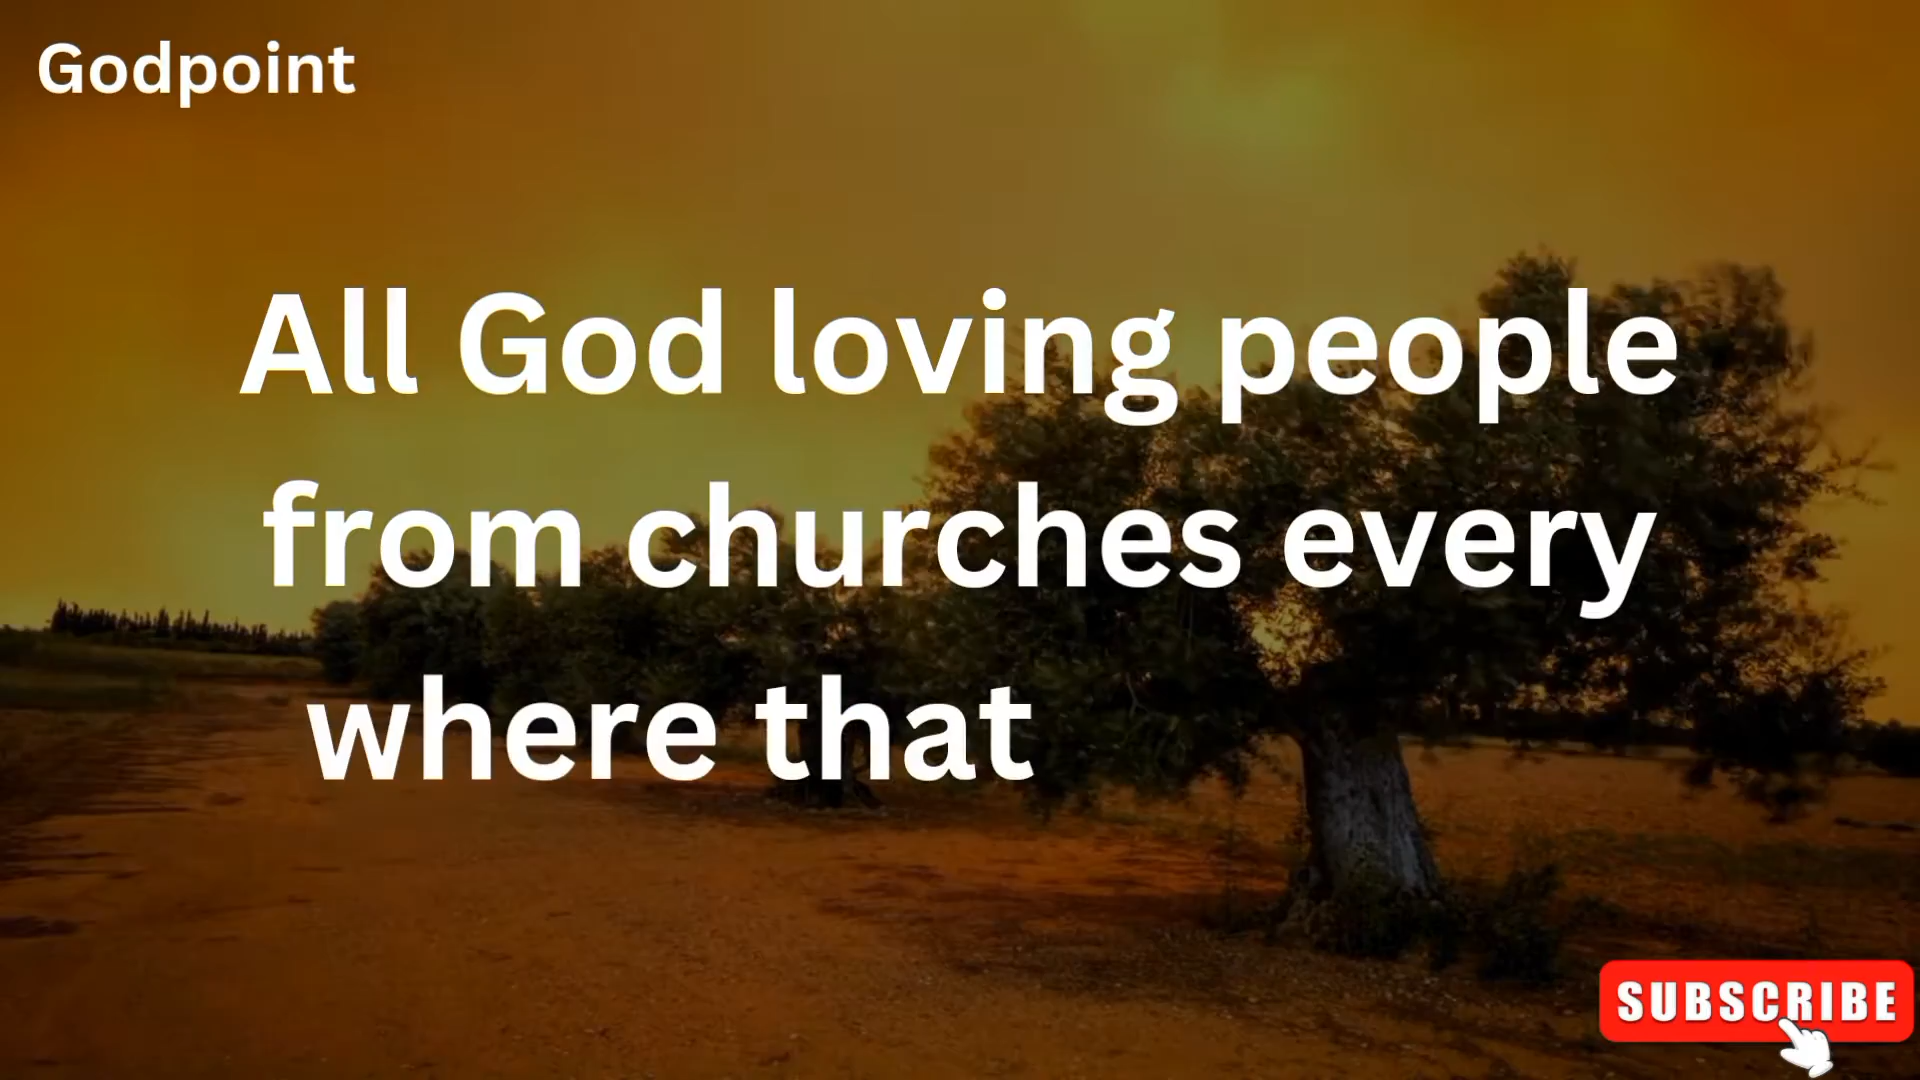 Godpoint
All God loving people
from churches every
where that
SUBSCRIBE